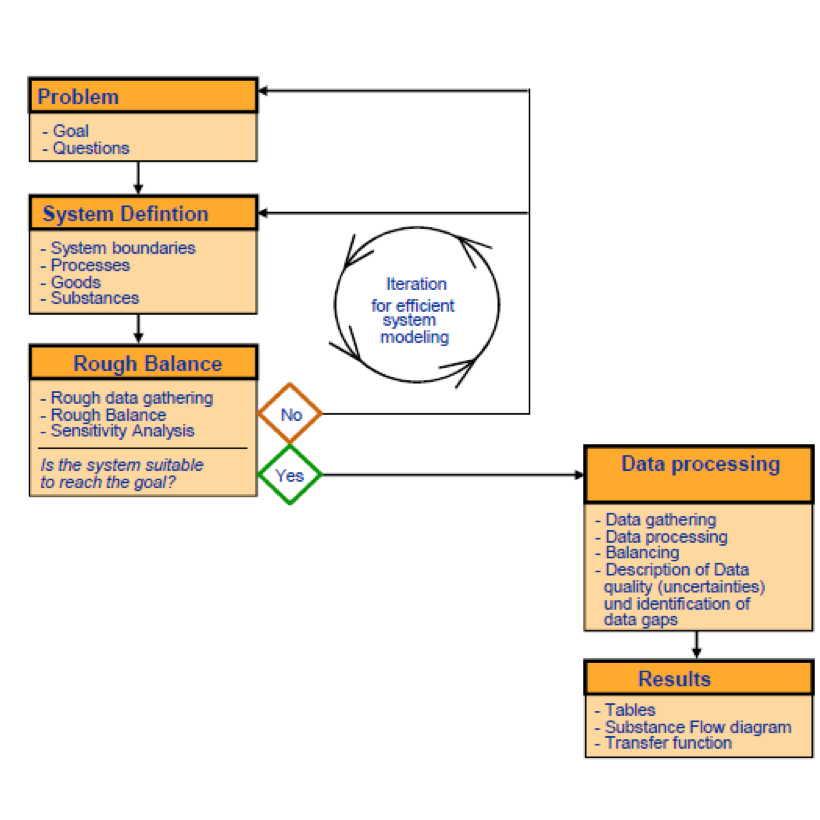 Problem
- Goal
- Questions
System Defintion
- System boundaries
- Processes
- Goods
- Substances
Iteration
for efficient
system
modeling
Rough Balance
- Rough data gathering
- Rough Balance
- Sensitivity Analysis
Is the system suitable
to reach the goal?
No
Yes
Data processing
- Data gathering
- Data processing
- Balancing
- Description of Data
quality (uncertainties)
und identification of
data gaps
Results
- Tables
- Substance Flow diagram
- Transfer function